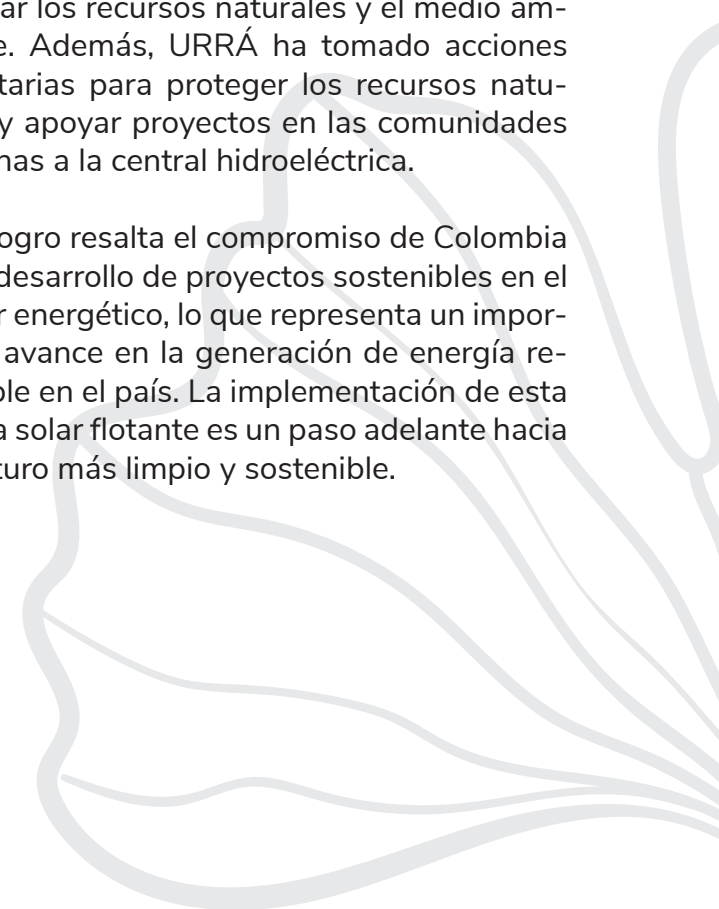 ar los recursos naturales y el medio am-
e. Además, URRÁ ha tomado acciones
tarias para proteger los recursos natu-
y apoyar proyectos en las comunidades
nas a la central hidroeléctrica.
ogro resalta el compromiso de Colombia
desarrollo de proyectos sostenibles en el
r energético, lo que representa un impor-
avance en la generación de energía re-
ble en el país. La implementación de esta
a solar flotante es un paso adelante hacia
turo más limpio y sostenible.